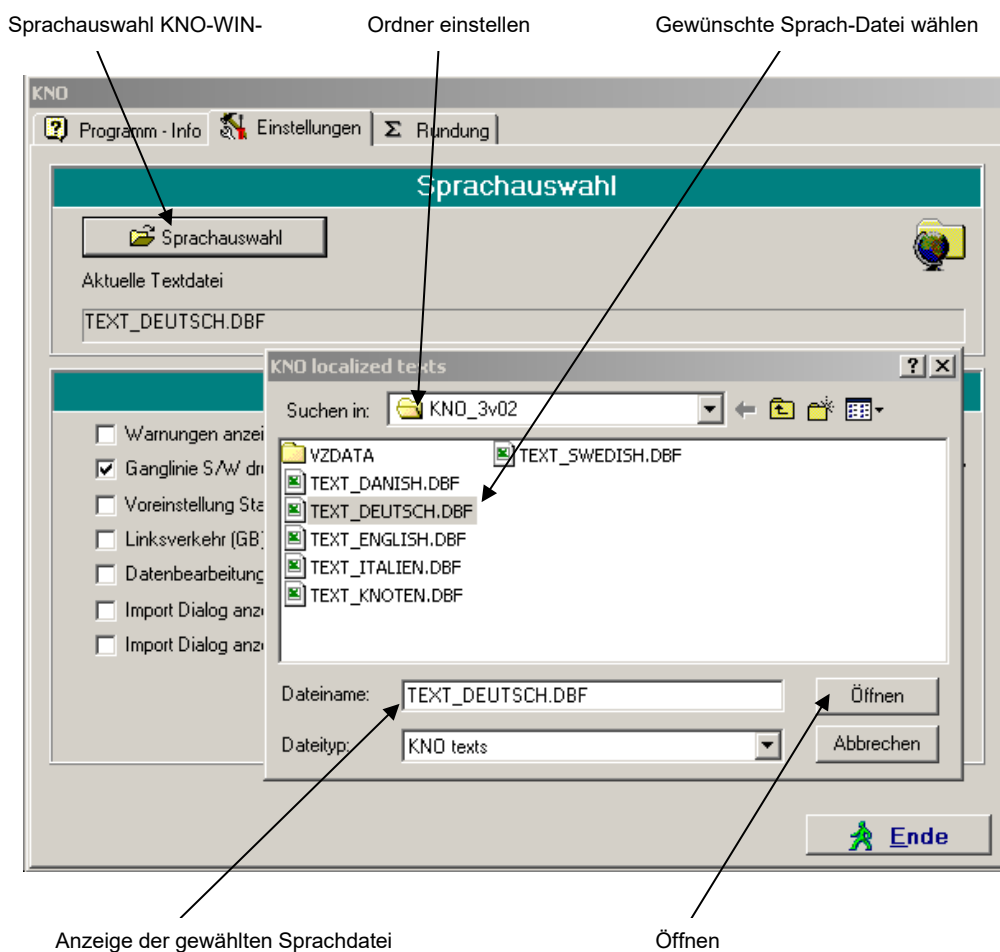 Sprachauswahl KNO-WIN-
Ordner einstellen
Gewünschte Sprach-Datei wählen
KNO
Programm - Info
Einstellungen
Σ Rundung
Sprachauswahl
Sprachauswahl
Aktuelle Textdatei
TEXT_DEUTSCH.DBF
KNO localized texts
Suchen in:
KNO_3v02
Warnungen anzei
Ganglinie S/W dru
Voreinstellung Sta
Linksverkehr (GB)
Datenbearbeitung
Import Dialog anze
Import Dialog anze
VZDATA
TEXT_DANISH.DBF
TEXT_DEUTSCH.DBF
TEXT_ENGLISH.DBF
TEXT_ITALIEN.DBF
TEXT_KNOTEN.DBF
TEXT_SWEDISH.DBF
Dateiname:
TEXT_DEUTSCH.DBF
Öffnen
Dateityp:
KNO texts
Abbrechen
Ende
Anzeige der gewählten Sprachdatei
Öffnen